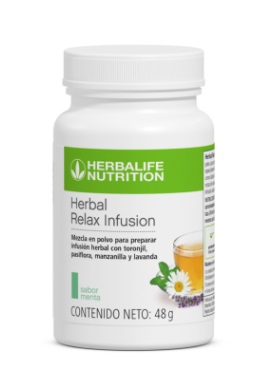 HERBALIFE
NUTRITION
Herbal
Relax Infusion
Mezcla en polvo para preparar
infusión herbal con toronjil,
pasiflora, manzanilla y lavanda
sabor
menta
CONTENIDO NETO: 48 g